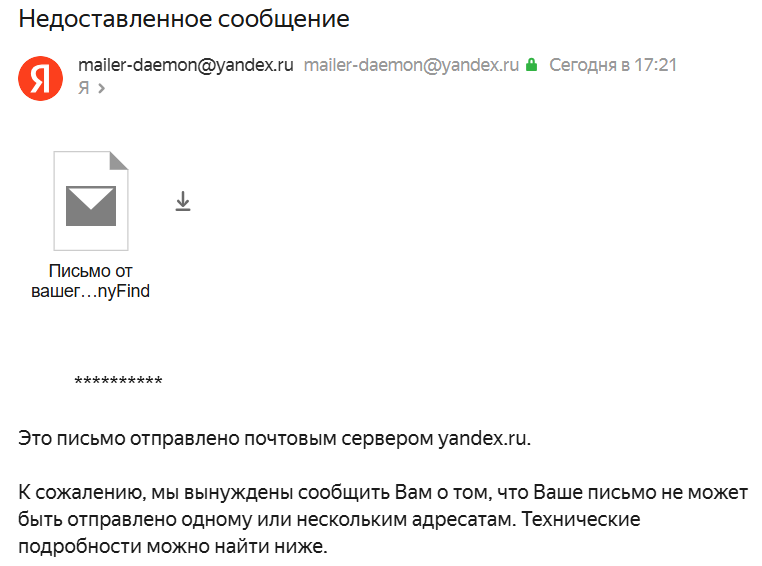 Недоставленное сообщение
Я
mailer-daemon@yandex.ru mailer-daemon@yandex.ru Сегодня в 17:21
Я >
Письмо от
вашег...nyFind
**********
Это письмо отправлено почтовым сервером yandex.ru.
К сожалению, мы вынуждены сообщить Вам о том, что Ваше письмо не может
быть отправлено одному или нескольким адресатам. Технические
подробности можно найти ниже.